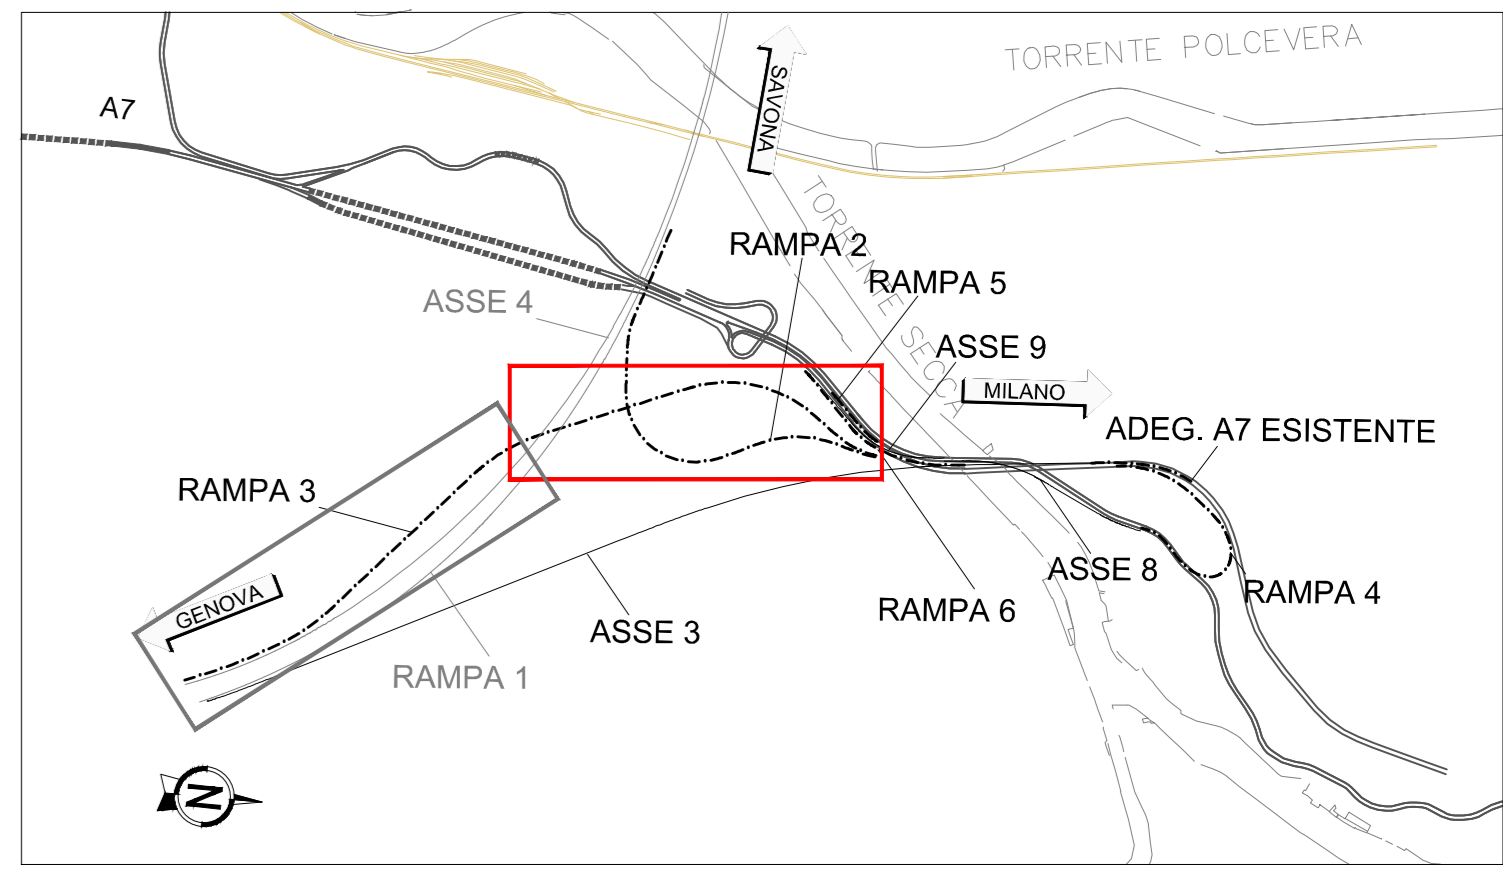 TORRENTE POLCEVERA
A7
SAVONA
TORRENTE SECCA
RAMPA 2
RAMPA 5
ASSE 4
ASSE 9
MILANO
ADEG. A7 ESISTENTE
RAMPA 3
ASSE 8
RAMPA 4
GENOVA
RAMPA 6
ASSE 3
RAMPA 1
N